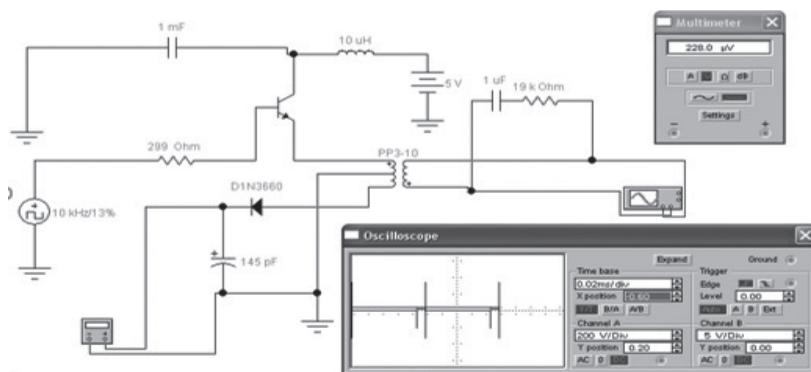 1 mF
10 uH
5 V
1 uF
19 k Ohm
299 Ohm
PP3-10
D1N3660
10 kHz/13%
145 pF
Multimeter
228.0 µV
A
Ω
dB
Settings
Oscilloscope
Expand
Ground
Time base
0.02ms/div
X position
-0.60
Y/T
B/A
A/B
Trigger
Edge
Level
0.00
Auto
A
B
Ext
Channel A
200 V/Div
Y position
0.20
AC
0
DC
Channel B
5 V/Div
Y position
0.00
AC
0
DC